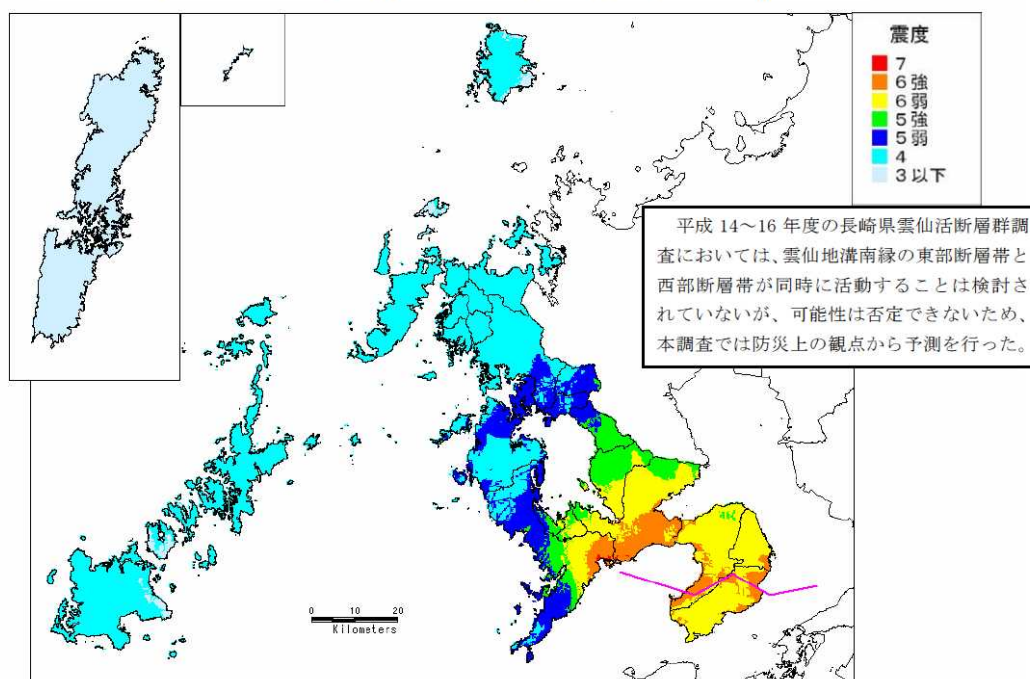 震度
7
6強
6弱
5強
5弱
4
3以下
平成 14～16 年度の長崎県雲仙活断層群調
査においては、雲仙地溝南縁の東部断層帯と
西部断層帯が同時に活動することは検討さ
れていないが、可能性は否定できないため、
本調査では防災上の観点から予測を行った。
0 10 20
Kilometers